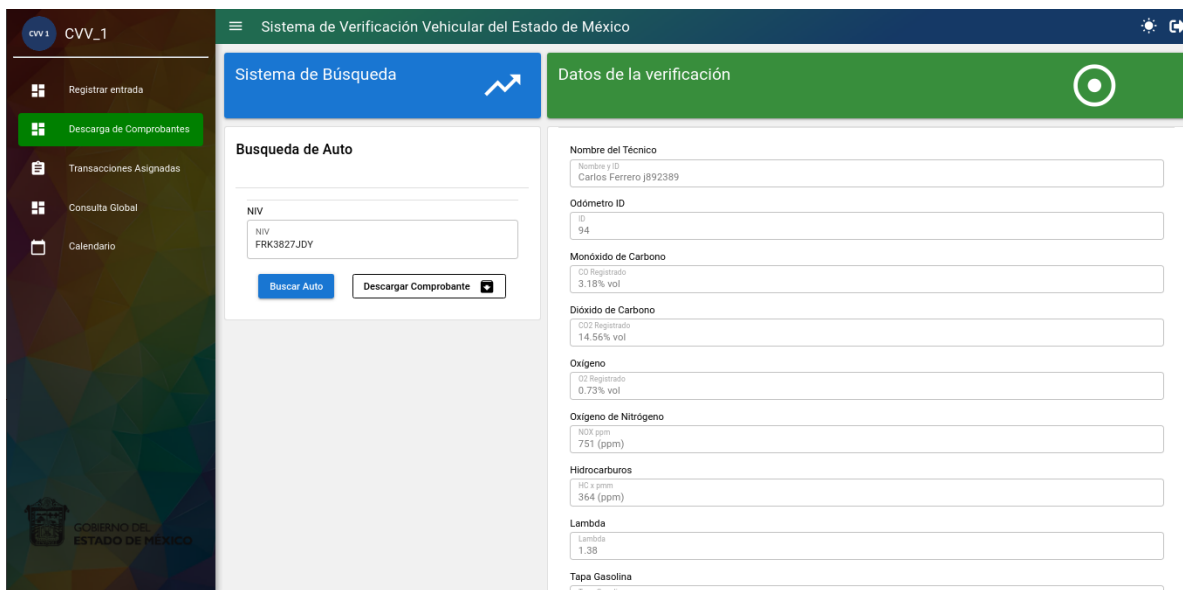 CVV 1
CVV_1
Registrar entrada
Descarga de Comprobantes
Transacciones Asignadas
Consulta Global
Calendario
GOBIERNO DEL
ESTADO DE MÉXICO
Sistema de Verificación Vehicular del Estado de México
Sistema de Búsqueda
Busqueda de Auto
NIV
NIV
FRK3827JDY
Buscar Auto
Descargar Comprobante
Datos de la verificación
Nombre del Técnico
Nombre y ID
Carlos Ferrero j892389
Odómetro ID
ID
94
Monóxido de Carbono
CO Registrado
3.18% vol
Dióxido de Carbono
CO2 Registrado
14.56% vol
Oxígeno
O2 Registrado
0.73% vol
Oxígeno de Nitrógeno
NOX ppm
751 (ppm)
Hidrocarburos
HC x pmm
364 (ppm)
Lambda
Lambda
1.38
Tapa Gasolina